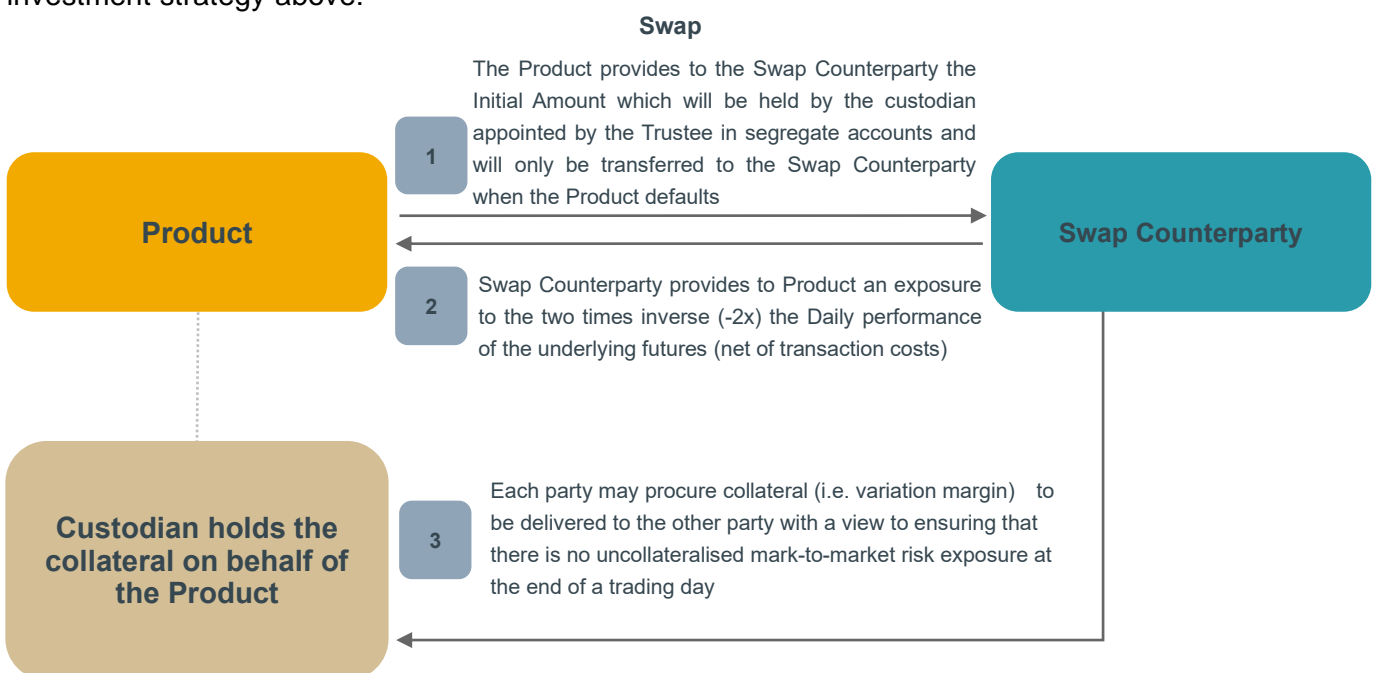 investment strategy above.
Swap
The Product provides to the Swap Counterparty the
Initial Amount which will be held by the custodian
appointed by the Trustee in segregate accounts and
will only be transferred to the Swap Counterparty
when the Product defaults
1
Product
Swap Counterparty
2
Swap Counterparty provides to Product an exposure
to the two times inverse (-2x) the Daily performance
of the underlying futures (net of transaction costs)
Custodian holds the
collateral on behalf of
the Product
3
Each party may procure collateral (i.e. variation margin) to
be delivered to the other party with a view to ensuring that
there is no uncollateralised mark-to-market risk exposure at
the end of a trading day